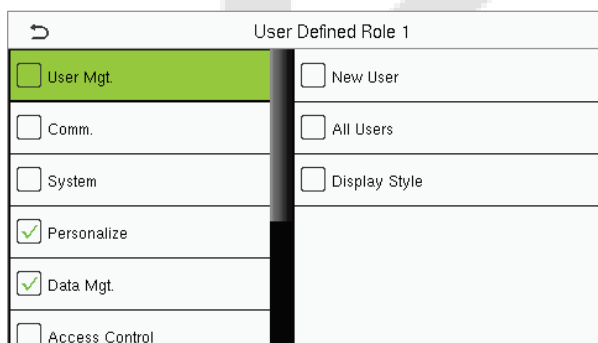 User Defined Role 1
User Mgt.
New User
Comm.
All Users
System
Display Style
Personalize
Data Mgt.
Access Control